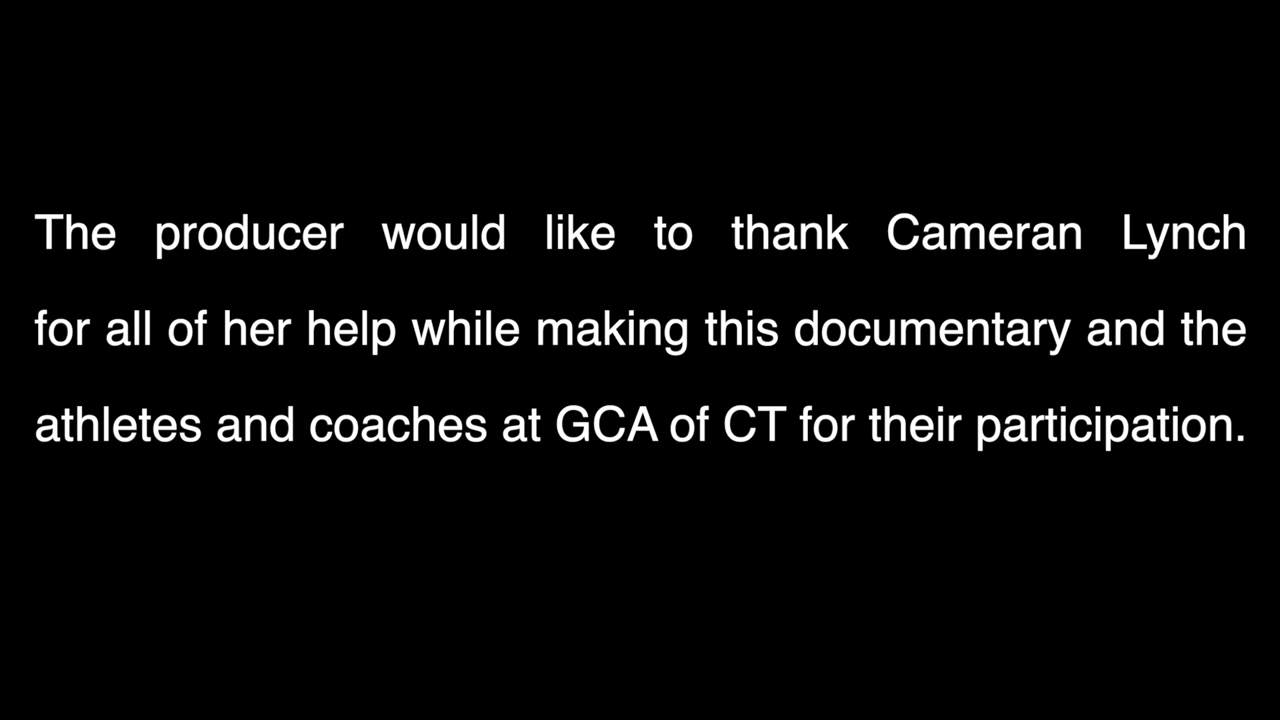 The producer would like to thank Cameran Lynch
for all of her help while making this documentary and the
athletes and coaches at GCA of CT for their participation.